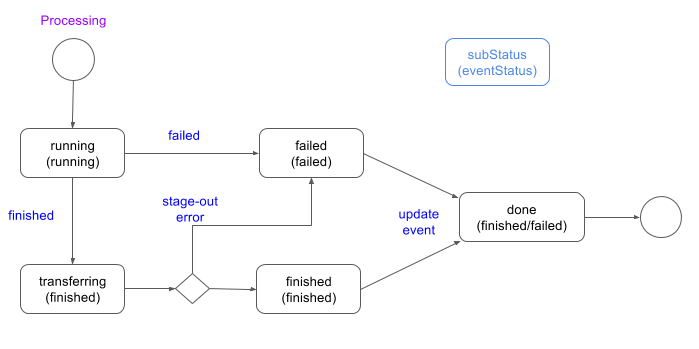 Processing
subStatus
(eventStatus)
running
(running)
failed
failed
(failed)
stage-out
error
finished
update
event
done
(finished/failed)
transferring
(finished)
finished
(finished)